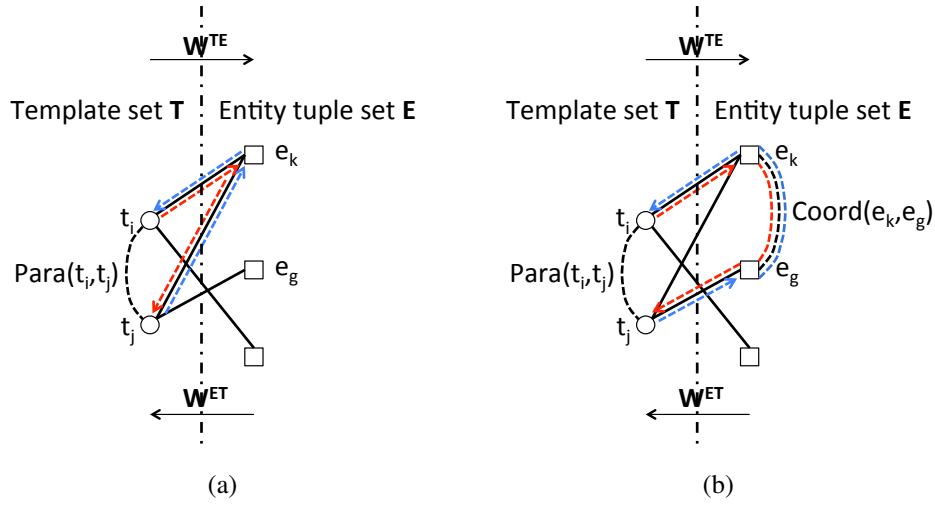 W^TE
Template set T Entity tuple set E
e_k
t_i
Para(t_i,t_j)
e_g
t_j
W^ET
(a)
W^TE
Template set T Entity tuple set E
e_k
t_i
Coord(e_k,e_g)
Para(t_i,t_j)
e_g
t_j
W^ET
(b)